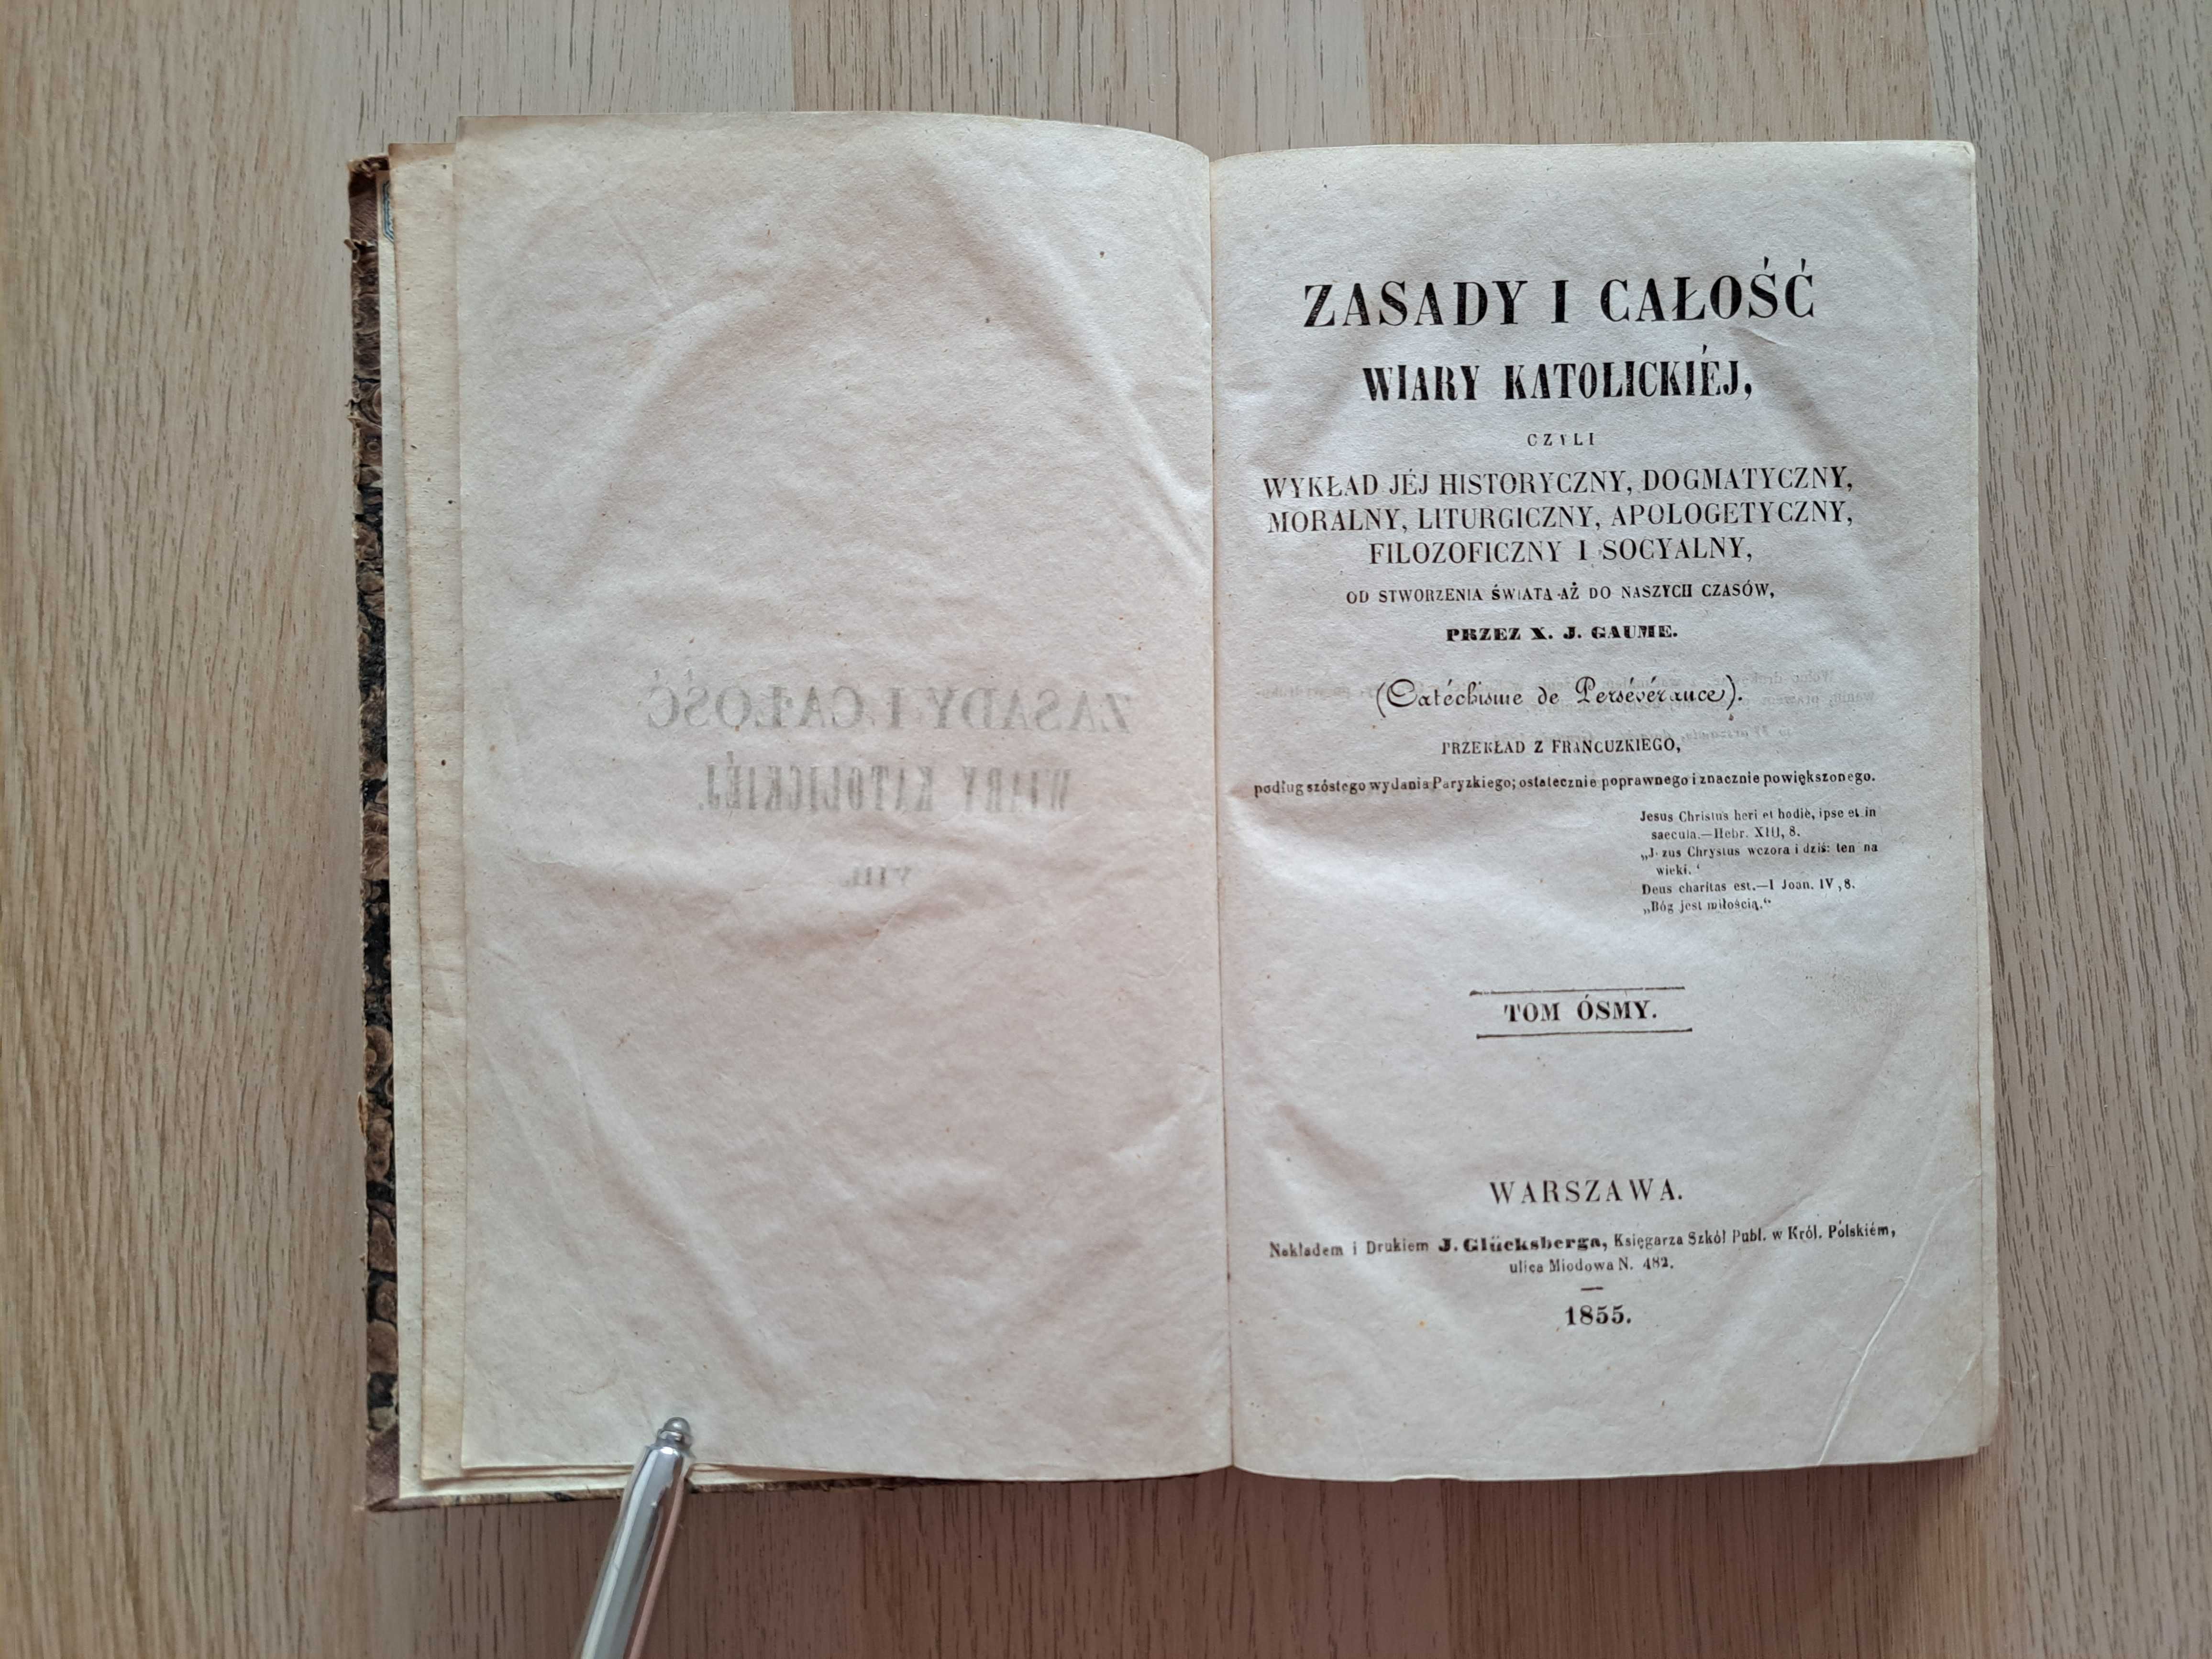 ZASADY I CAŁOŚĆ
WIARY KATOLICKIÉJ,
CZYLI
WYKŁAD JÉJ HISTORYCZNY, DOGMATYCZNY,
MORALNY, LITURGICZNY, APOLOGETYCZNY,
FILOZOFICZNY I SOCYALNY,
OD STWORZENIA ŚWIATA AŻ DO NASZYCH CZASÓW,
PRZEZ X. J. GAUME.
(Catéchisme de Persévérance).
PRZEKŁAD Z FRANCUZKIEGO,
podług szóstego wydania Paryzkiego; ostatecznie poprawnego i znacznie powiększonego.
Jesus Christus heri et hodiè, ipse et in
saecula.—Hebr. XIII, 8.
„J zus Chrystus wczora i dziś: ten na
wieki.‘
Deus charitas est.—I Joan. IV, 8.
„Bóg jest miłością.“
TOM ÓSMY.
WARSZAWA.
Nakładem i Drukiem J. Glücksberga, Księgarza Szkół Publ. w Król. Polskiém,
ulica Miodowa N. 482.
1855.